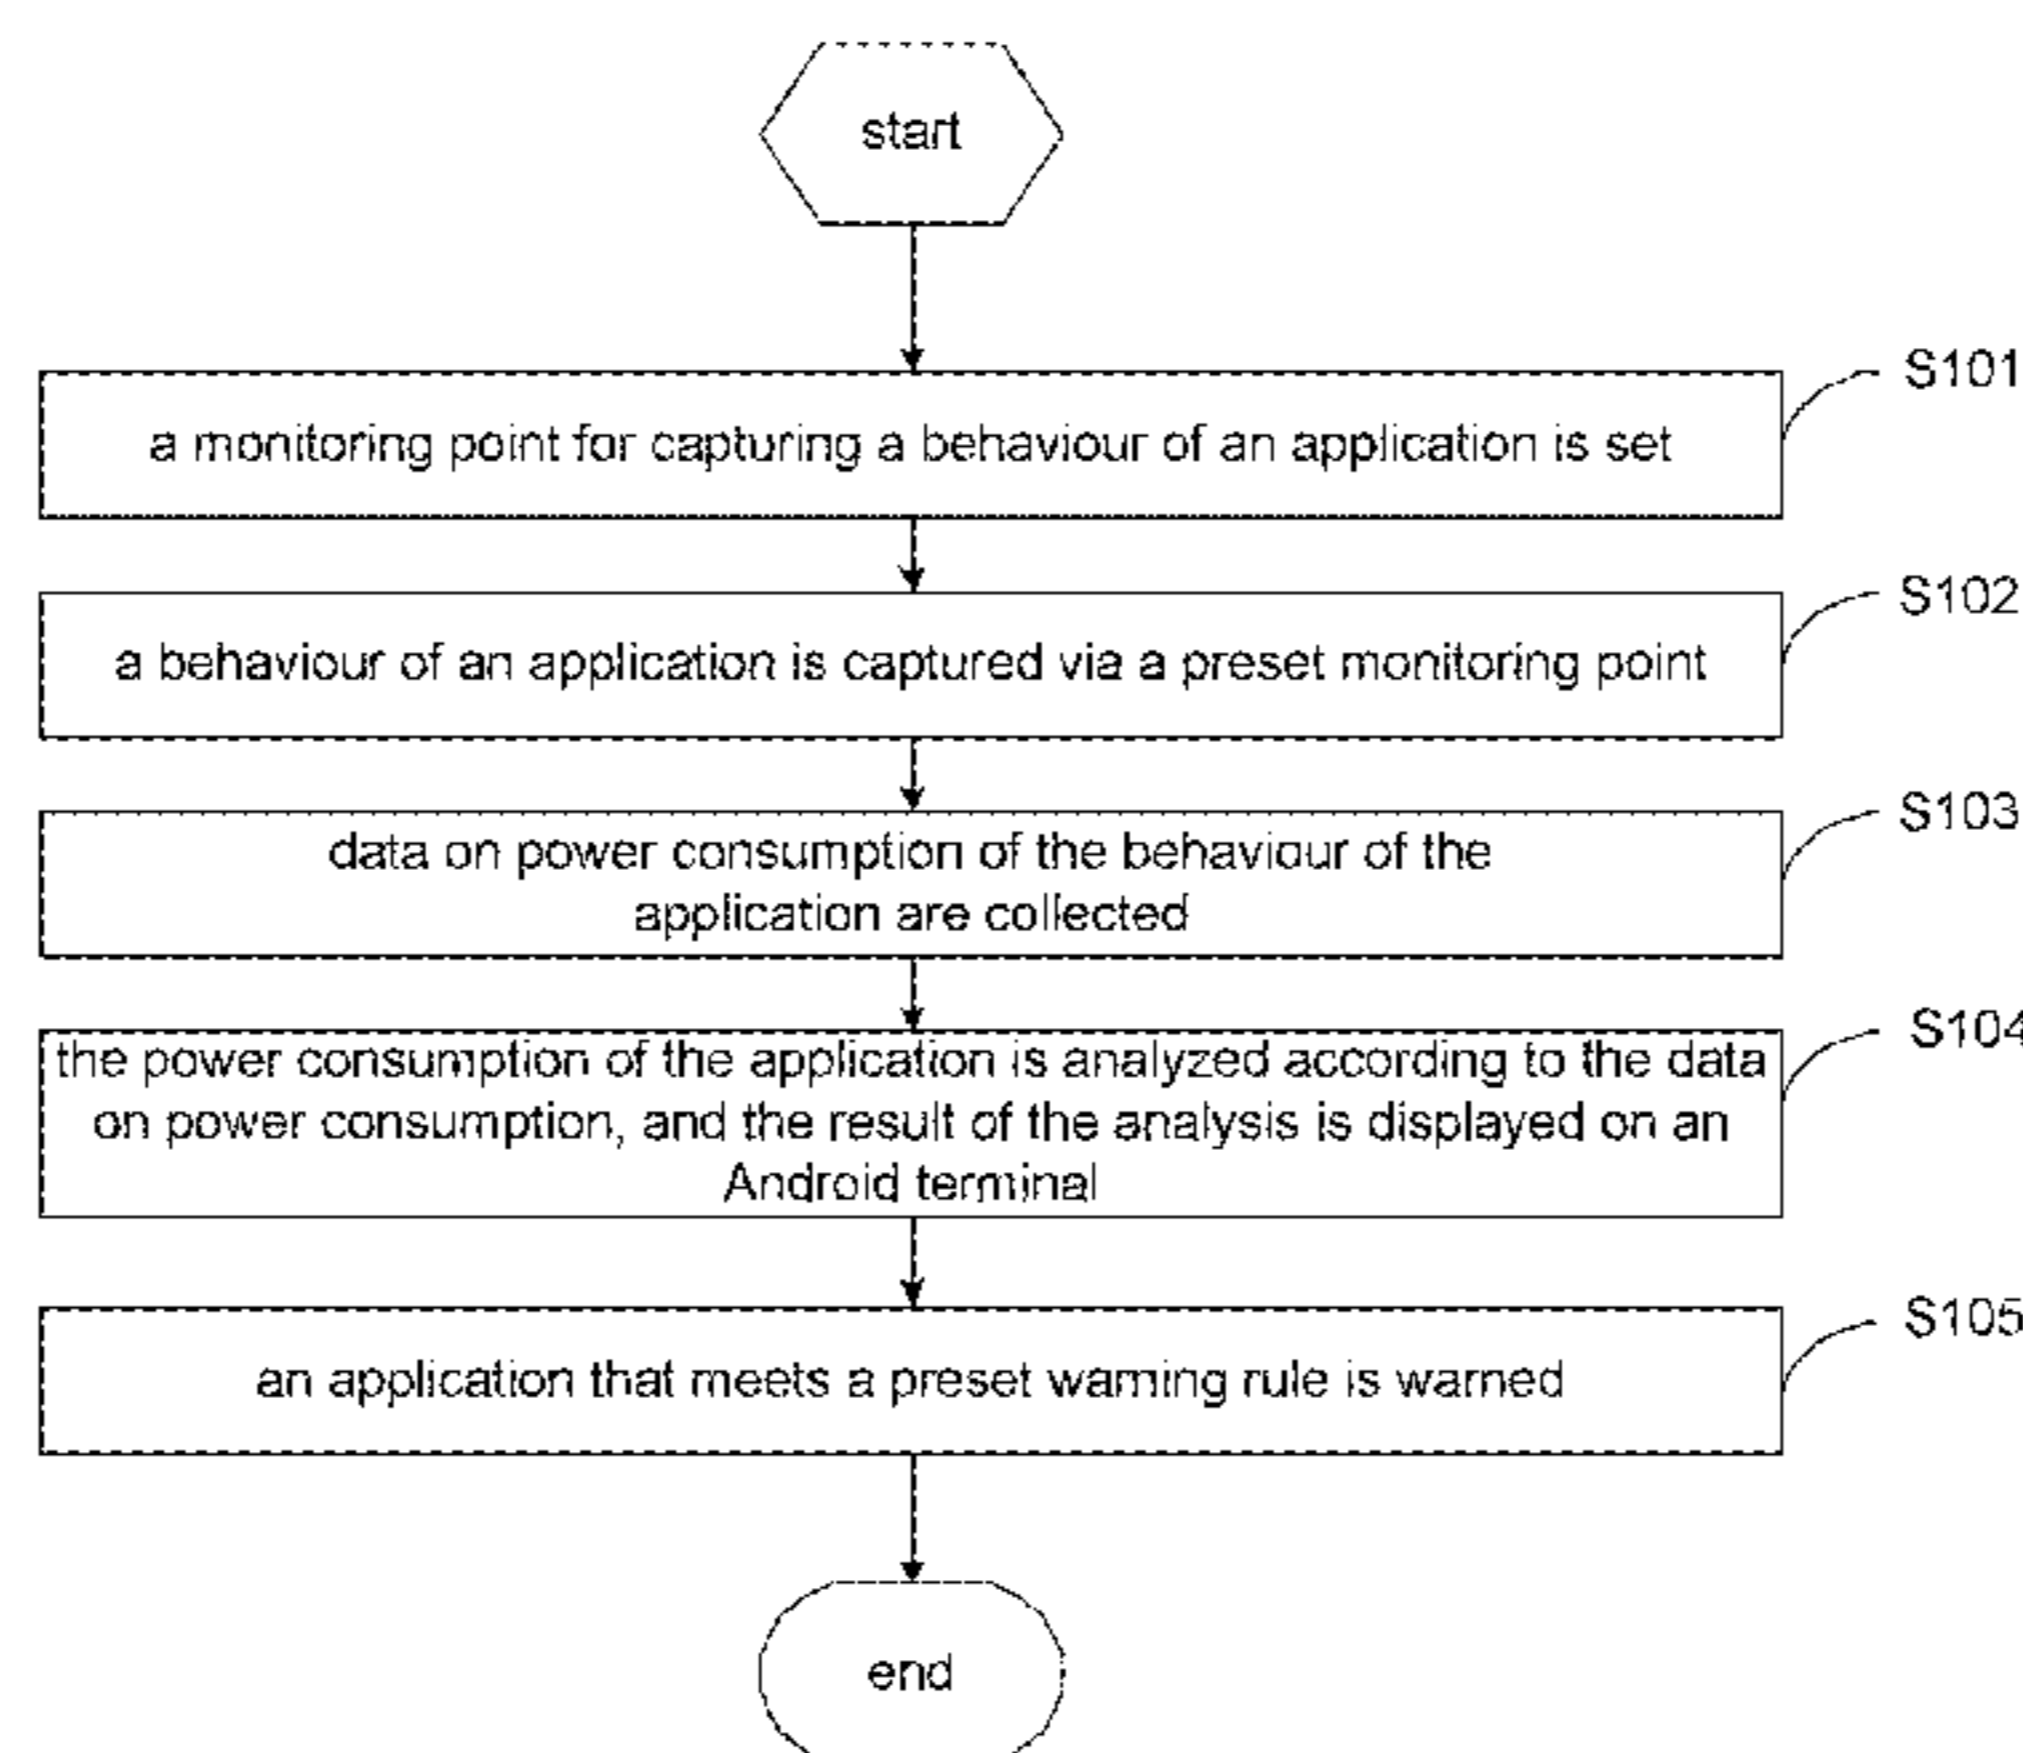 start
S101
a monitoring point for capturing a behaviour of an application is set
S102
a behaviour of an application is captured via a preset monitoring point
S103
data on power consumption of the behaviour of the
application are collected
S104
the power consumption of the application is analyzed according to the data
on power consumption, and the result of the analysis is displayed on an
Android terminal
S105
an application that meets a preset warning rule is warned
end